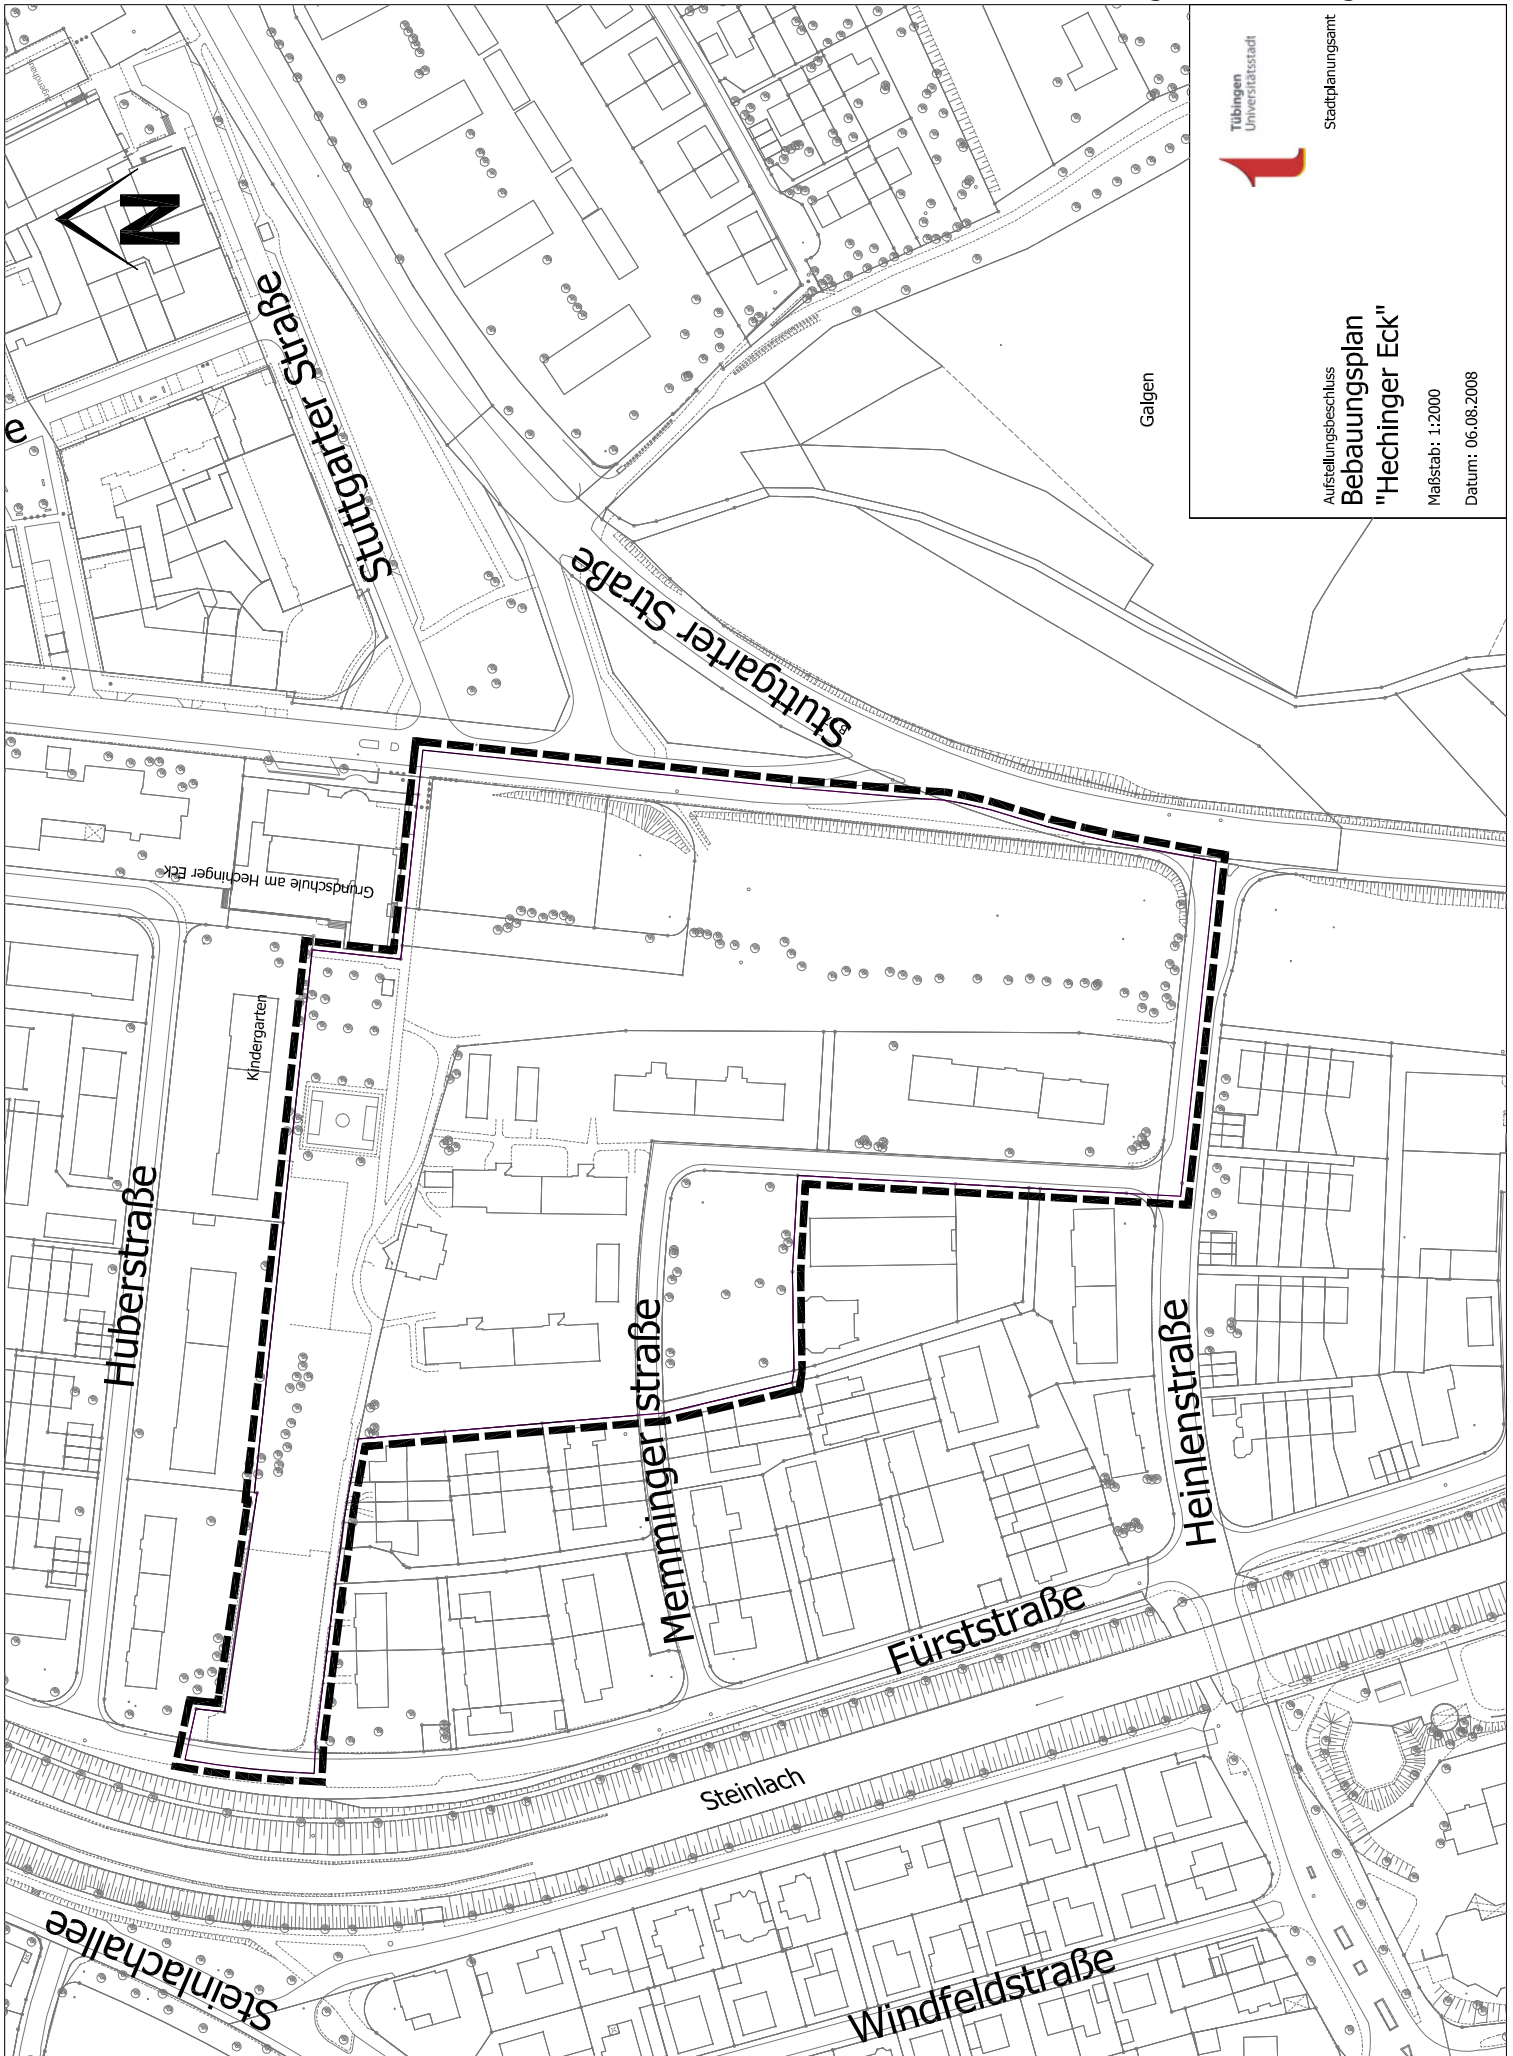 Tübingen
Universitätsstadt
Stadtplanungsamt
Aufstellungsbeschluss
Bebauungsplan
"Hechinger Eck"
Maßstab: 1:2000
Datum: 06.08.2008
N
e
Stuttgarter Straße
Stuttgarter Straße
Galgen
Grundschule am Hechinger Eck
Kindergarten
Huberstraße
Memminger straße
Heinlenstraße
Fürststraße
Steinlach
Steinlachallee
Windfeldstraße